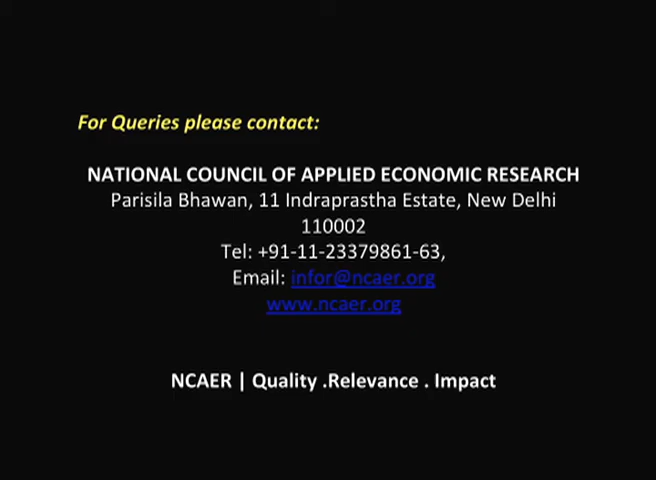 For Queries please contact:
NATIONAL COUNCIL OF APPLIED ECONOMIC RESEARCH
Parisila Bhawan, 11 Indraprastha Estate, New Delhi
110002
Tel: +91-11-23379861-63,
Email: infor@ncaer.org
www.ncaer.org
NCAER | Quality .Relevance . Impact